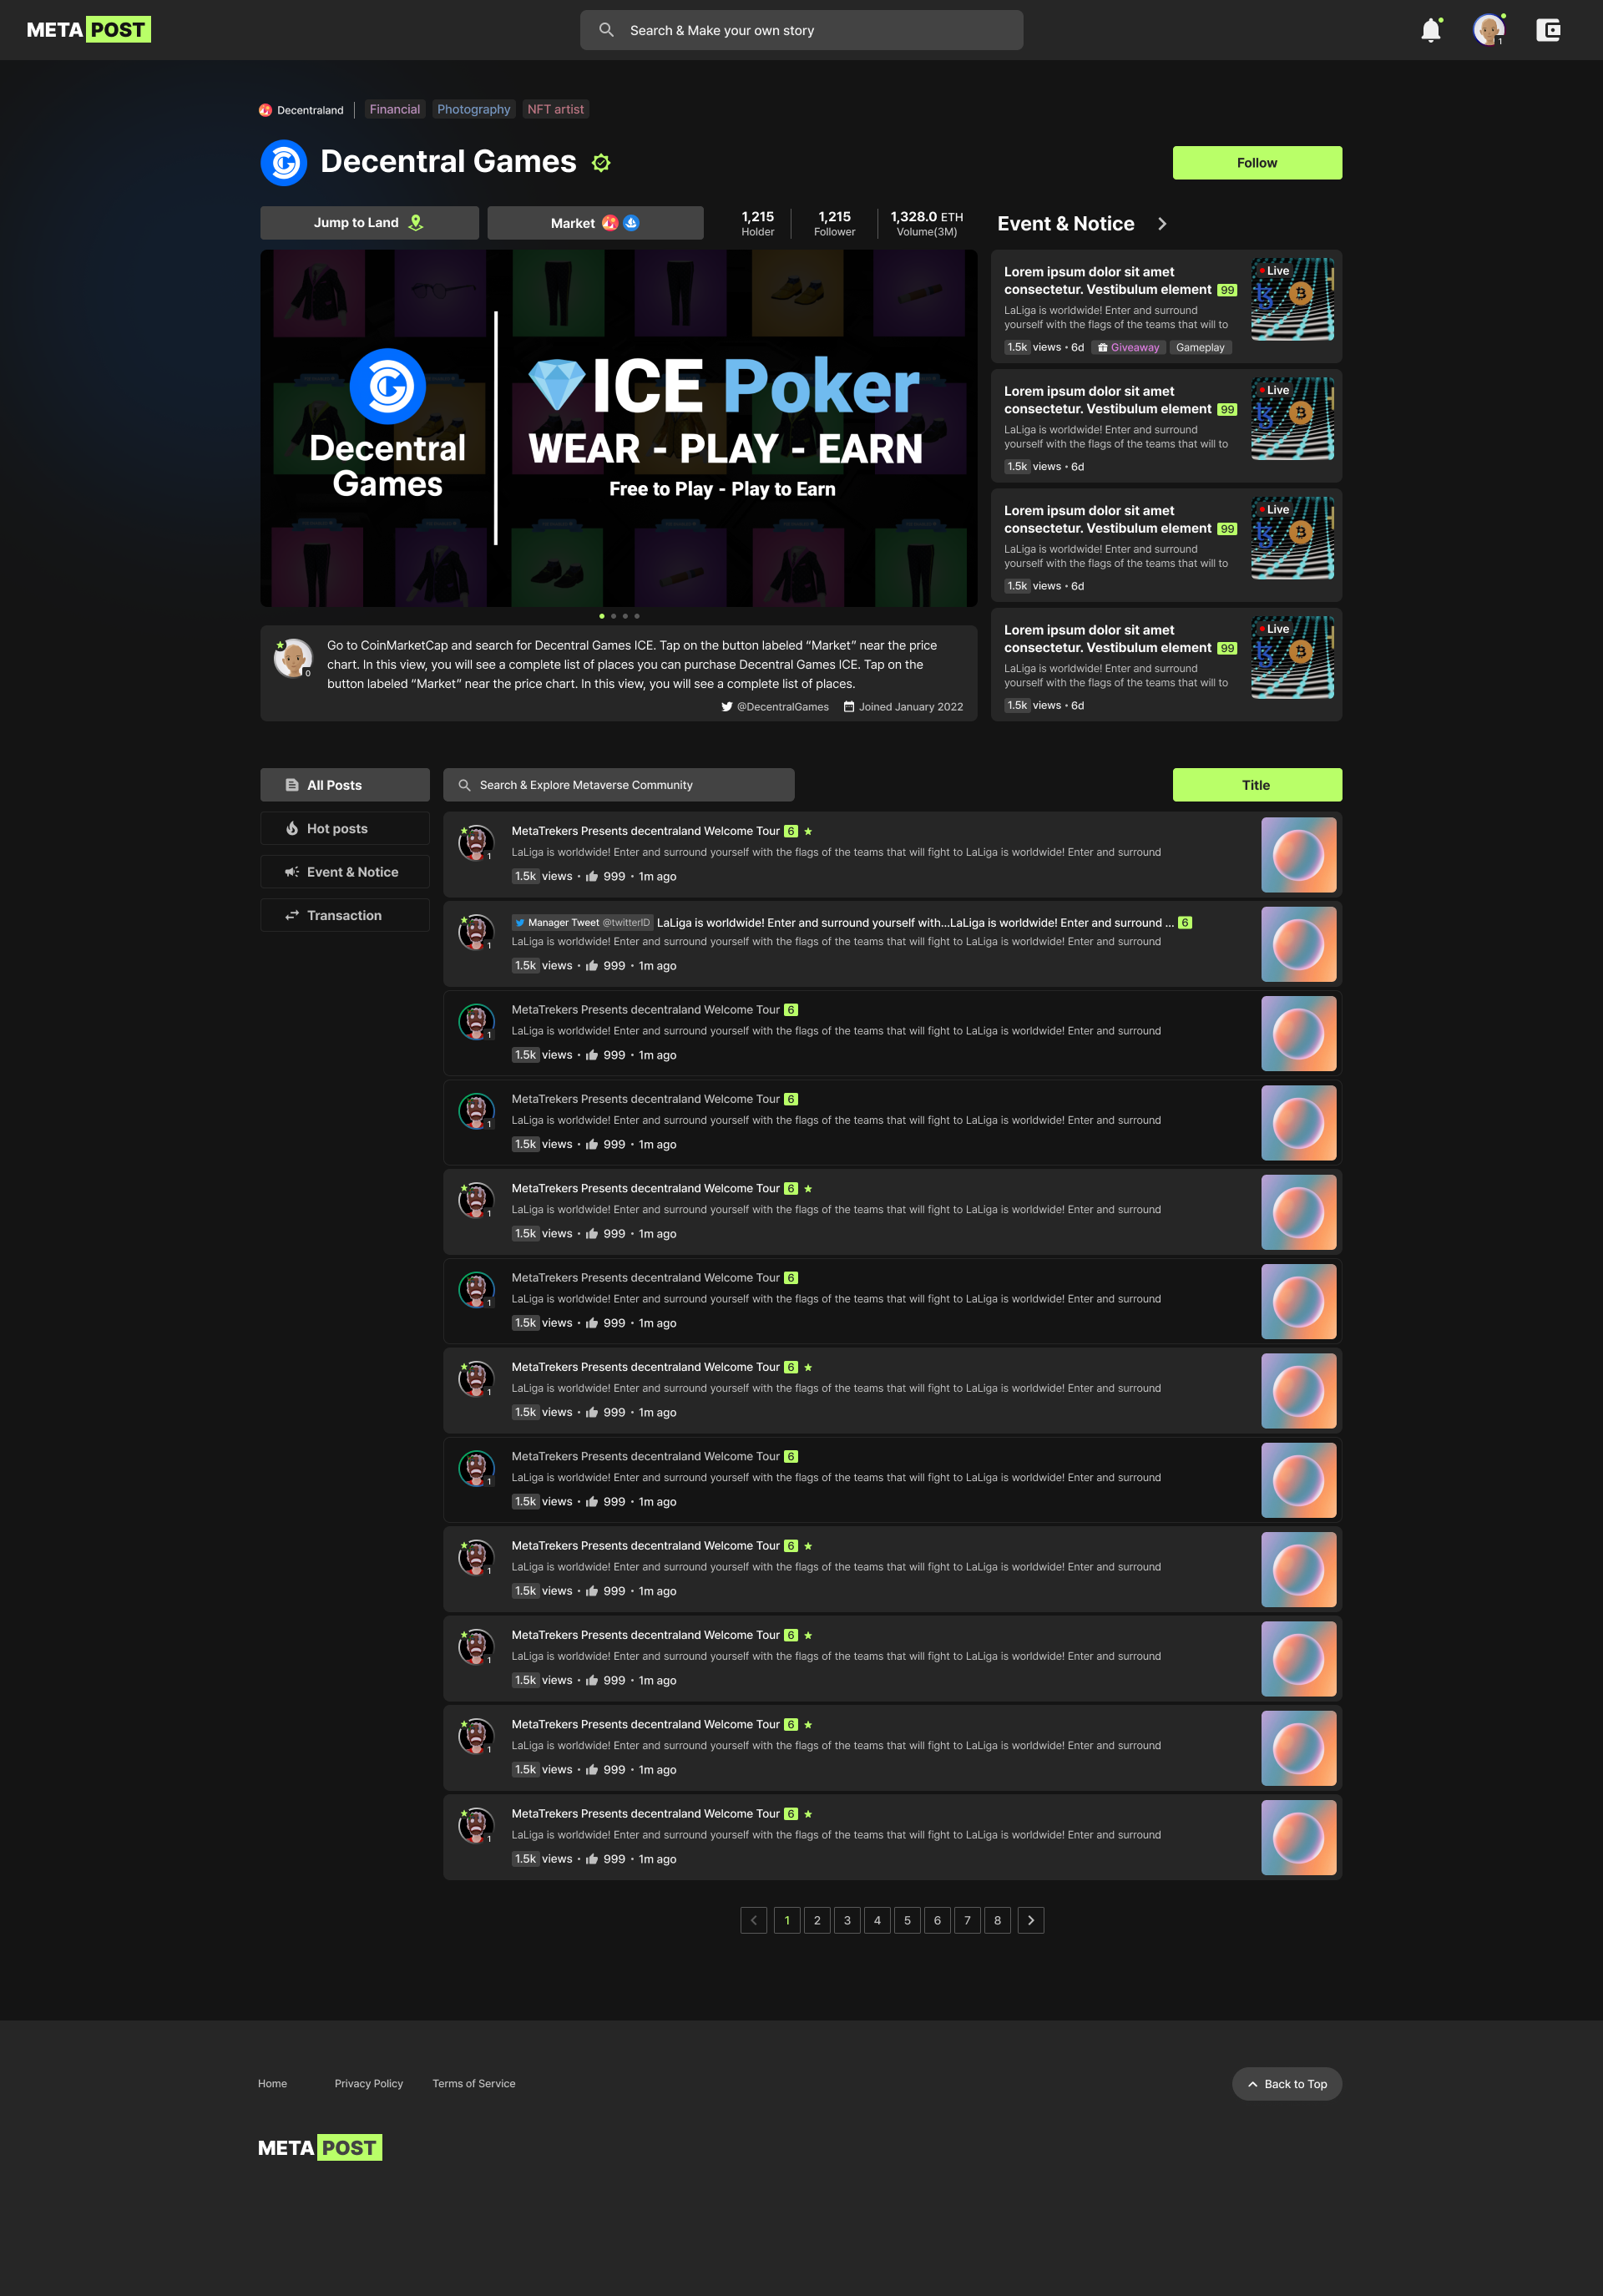 META POST
Search & Make your own story
1
Decentraland
Financial
Photography
NFT artist
Decentral Games
Follow
Jump to Land
Market
1,215
Holder
1,215
Follower
1,328.0 ETH
Volume(3M)
Decentral
Games
ICE Poker
WEAR - PLAY - EARN
Free to Play - Play to Earn
Go to CoinMarketCap and search for Decentral Games ICE. Tap on the button labeled “Market” near the price
chart. In this view, you will see a complete list of places you can purchase Decentral Games ICE. Tap on the
button labeled “Market” near the price chart. In this view, you will see a complete list of places.
0
@DecentralGames
Joined January 2022
Event & Notice
Lorem ipsum dolor sit amet
consectetur. Vestibulum element 99
LaLiga is worldwide! Enter and surround
yourself with the flags of the teams that will to
1.5k views • 6d Giveaway Gameplay
Live
Lorem ipsum dolor sit amet
consectetur. Vestibulum element 99
LaLiga is worldwide! Enter and surround
yourself with the flags of the teams that will to
1.5k views • 6d
Live
Lorem ipsum dolor sit amet
consectetur. Vestibulum element 99
LaLiga is worldwide! Enter and surround
yourself with the flags of the teams that will to
1.5k views • 6d
Live
Lorem ipsum dolor sit amet
consectetur. Vestibulum element 99
LaLiga is worldwide! Enter and surround
yourself with the flags of the teams that will to
1.5k views • 6d
Live
All Posts
Hot posts
Event & Notice
Transaction
Search & Explore Metaverse Community
Title
MetaTrekers Presents decentraland Welcome Tour 6
LaLiga is worldwide! Enter and surround yourself with the flags of the teams that will fight to LaLiga is worldwide! Enter and surround
1
1.5k views • 999 • 1m ago
Manager Tweet @twitterID LaLiga is worldwide! Enter and surround yourself with...LaLiga is worldwide! Enter and surround ... 6
LaLiga is worldwide! Enter and surround yourself with the flags of the teams that will fight to LaLiga is worldwide! Enter and surround
1
1.5k views • 999 • 1m ago
MetaTrekers Presents decentraland Welcome Tour 6
LaLiga is worldwide! Enter and surround yourself with the flags of the teams that will fight to LaLiga is worldwide! Enter and surround
1
1.5k views • 999 • 1m ago
MetaTrekers Presents decentraland Welcome Tour 6
LaLiga is worldwide! Enter and surround yourself with the flags of the teams that will fight to LaLiga is worldwide! Enter and surround
1
1.5k views • 999 • 1m ago
MetaTrekers Presents decentraland Welcome Tour 6
LaLiga is worldwide! Enter and surround yourself with the flags of the teams that will fight to LaLiga is worldwide! Enter and surround
1
1.5k views • 999 • 1m ago
MetaTrekers Presents decentraland Welcome Tour 6
LaLiga is worldwide! Enter and surround yourself with the flags of the teams that will fight to LaLiga is worldwide! Enter and surround
1
1.5k views • 999 • 1m ago
MetaTrekers Presents decentraland Welcome Tour 6
LaLiga is worldwide! Enter and surround yourself with the flags of the teams that will fight to LaLiga is worldwide! Enter and surround
1
1.5k views • 999 • 1m ago
MetaTrekers Presents decentraland Welcome Tour 6
LaLiga is worldwide! Enter and surround yourself with the flags of the teams that will fight to LaLiga is worldwide! Enter and surround
1
1.5k views • 999 • 1m ago
MetaTrekers Presents decentraland Welcome Tour 6
LaLiga is worldwide! Enter and surround yourself with the flags of the teams that will fight to LaLiga is worldwide! Enter and surround
1
1.5k views • 999 • 1m ago
MetaTrekers Presents decentraland Welcome Tour 6
LaLiga is worldwide! Enter and surround yourself with the flags of the teams that will fight to LaLiga is worldwide! Enter and surround
1
1.5k views • 999 • 1m ago
MetaTrekers Presents decentraland Welcome Tour 6
LaLiga is worldwide! Enter and surround yourself with the flags of the teams that will fight to LaLiga is worldwide! Enter and surround
1
1.5k views • 999 • 1m ago
MetaTrekers Presents decentraland Welcome Tour 6
LaLiga is worldwide! Enter and surround yourself with the flags of the teams that will fight to LaLiga is worldwide! Enter and surround
1
1.5k views • 999 • 1m ago
1 2 3 4 5 6 7 8
Home
Privacy Policy
Terms of Service
Back to Top
META POST